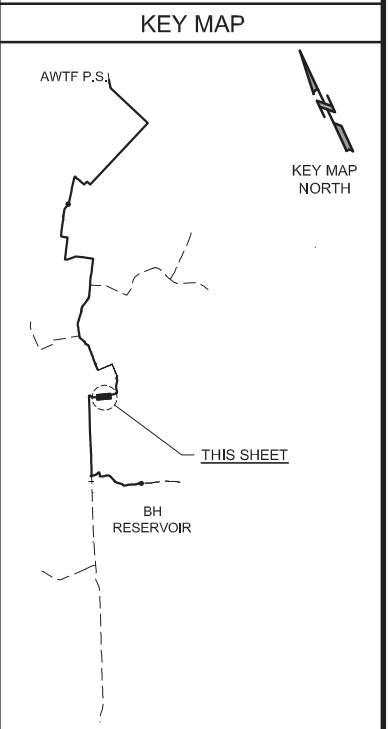 KEY MAP
AWTF P.S.
KEY MAP
NORTH
THIS SHEET
BH
RESERVOIR